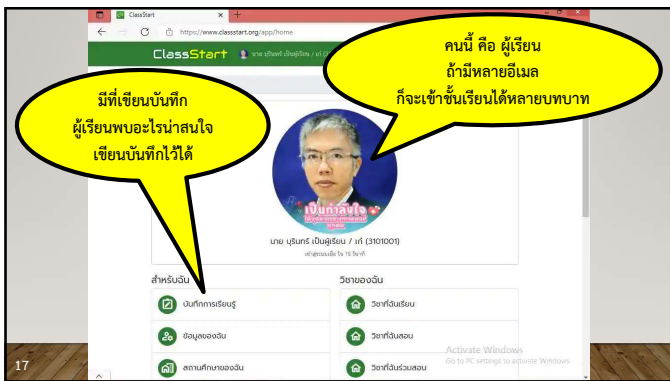 ClassStart
https://www.classstart.org/app/home
ClassStart
คนนี้ คือ ผู้เรียน
ถ้ามีหลายอีเมล
ก็จะเข้าชั้นเรียนได้หลายบทบาท
มีที่เขียนบันทึก
ผู้เรียนพบอะไรน่าสนใจ
เขียนบันทึกไว้ได้
เป็นกำลังใจ
นาย บุรินทร์ เป็นผู้เรียน / เก๋ (3101001)
สำหรับฉัน
วิชาของฉัน
บันทึกการเรียนรู้
วิชาที่ฉันเรียน
ข้อมูลของฉัน
วิชาที่ฉันสอน
สถานศึกษาของฉัน
วิชาที่ฉันร่วมสอน
Activate Windows
Go to PC settings to activate Windows.
17